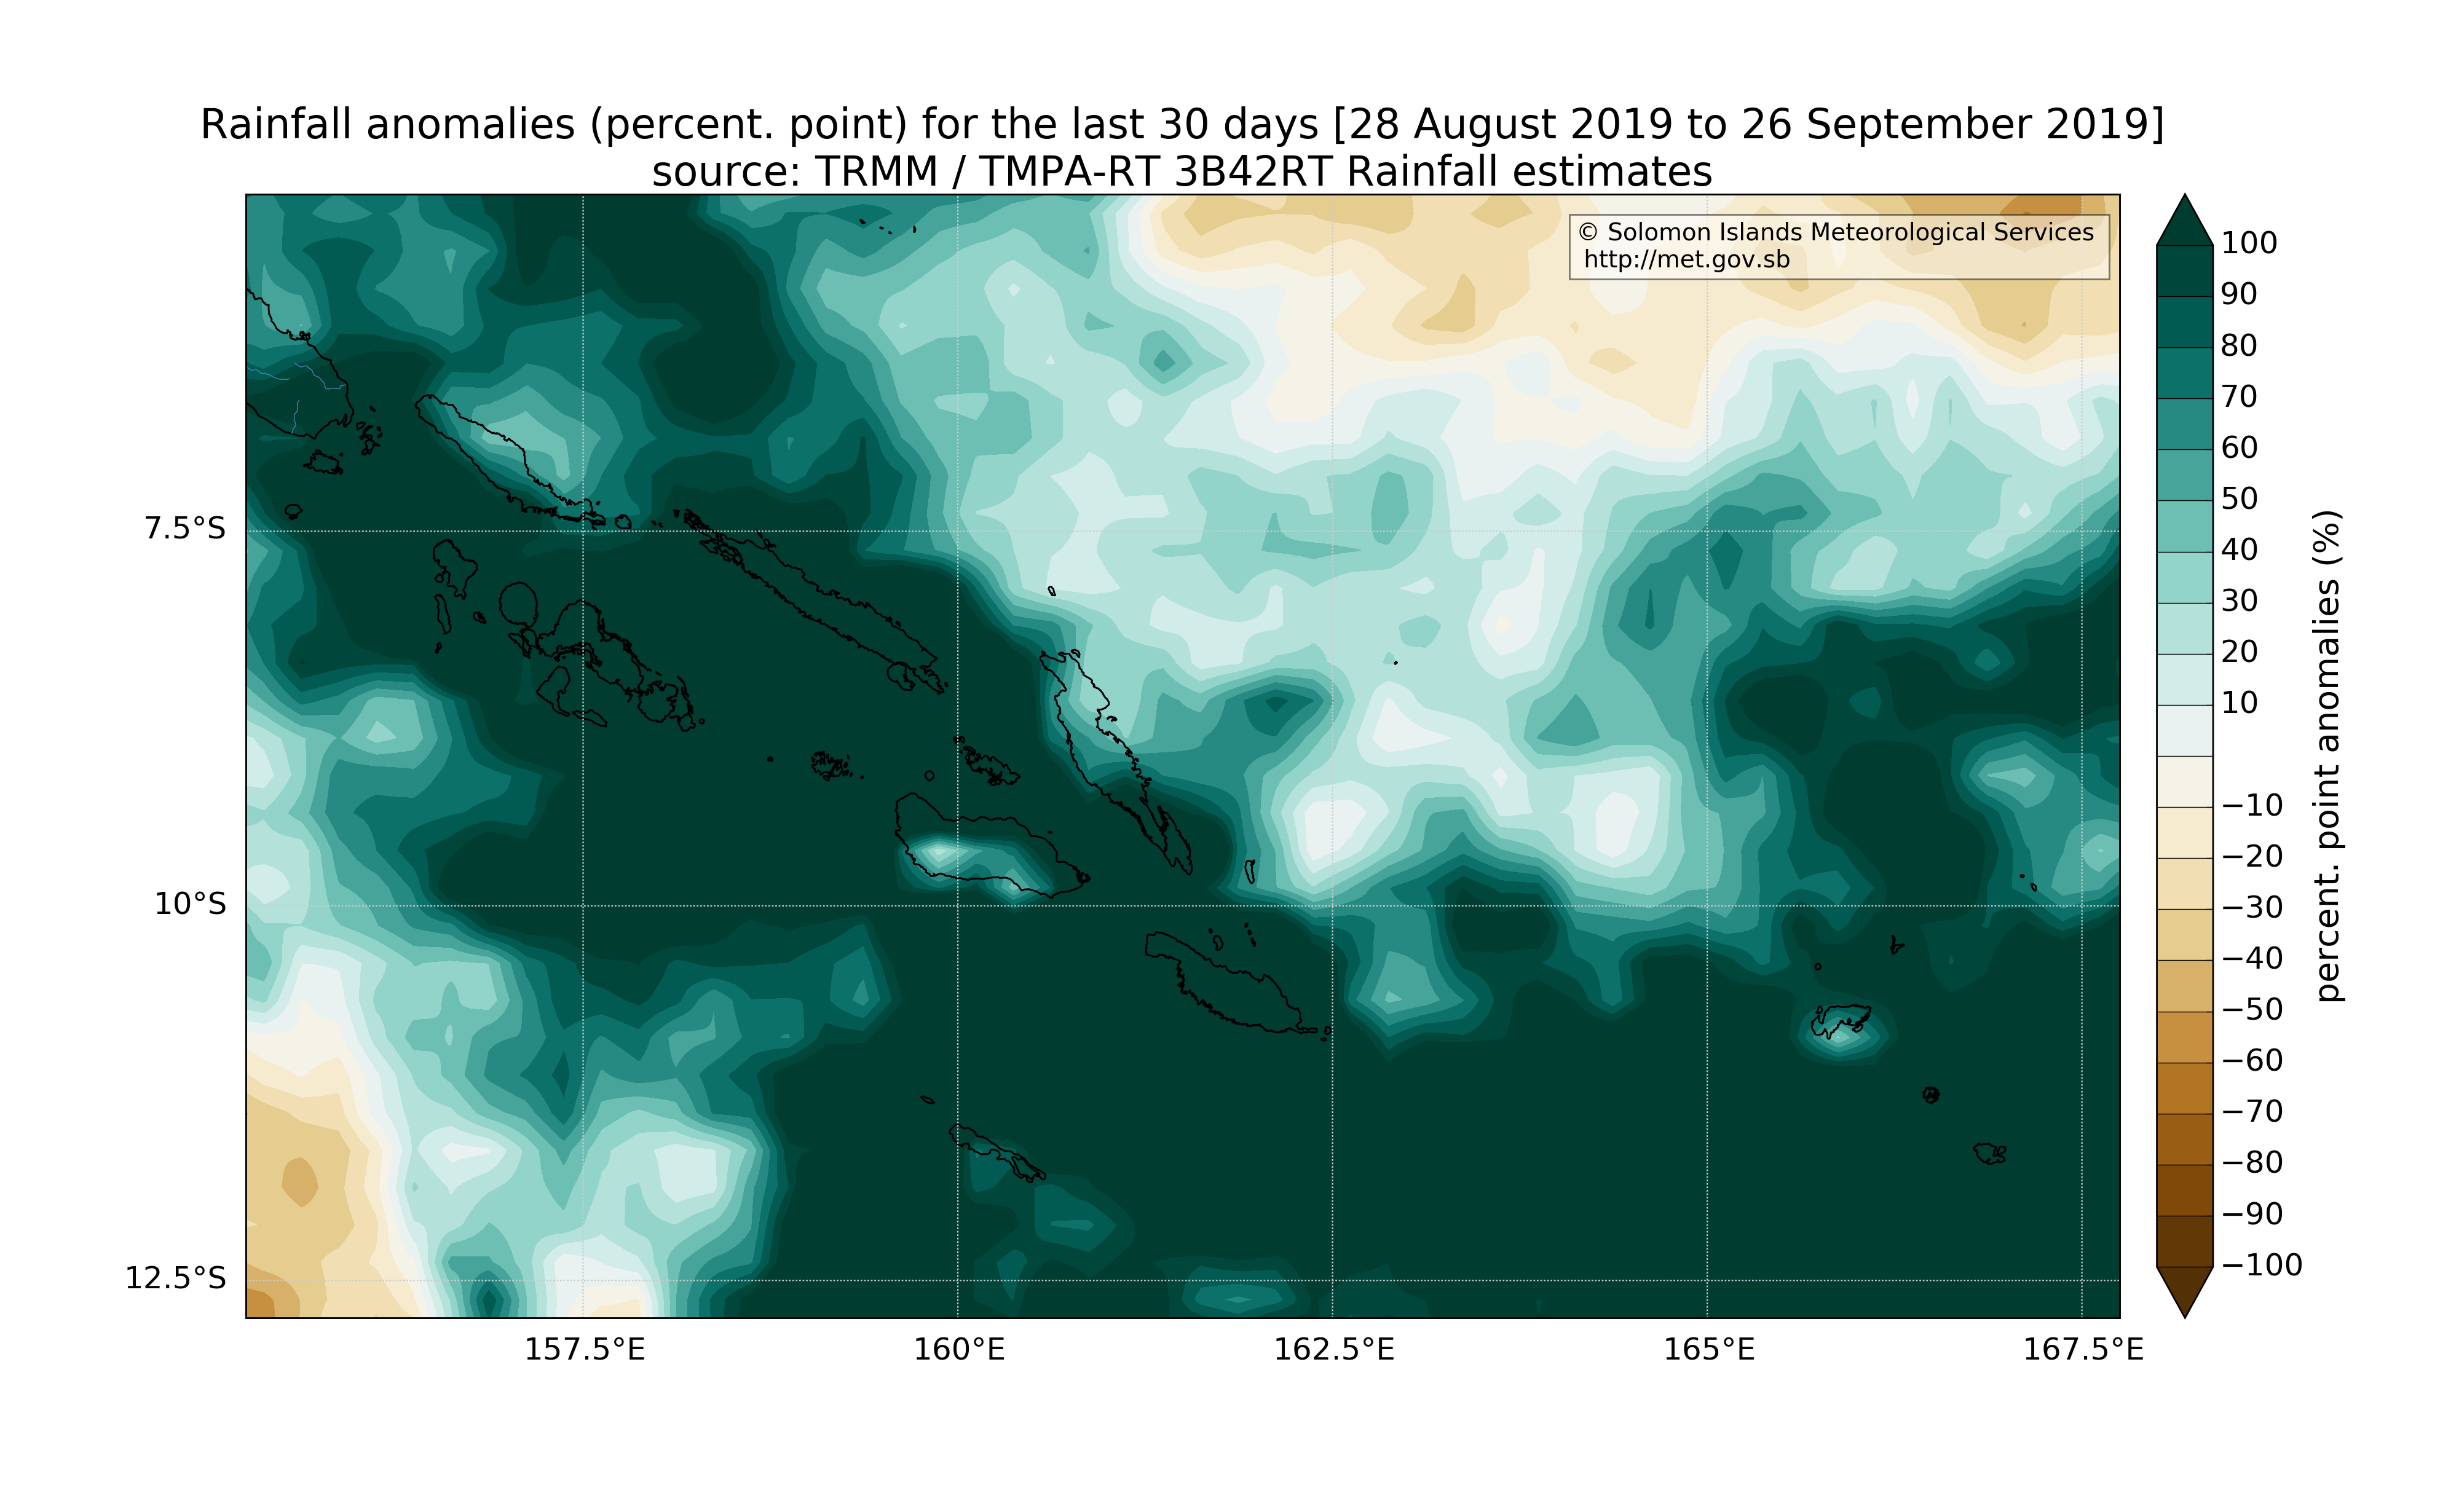 Rainfall anomalies (percent. point) for the last 30 days [28 August 2019 to 26 September 2019]
source: TRMM / TMPA-RT 3B42RT Rainfall estimates
© Solomon Islands Meteorological Services
http://met.gov.sb
7.5°S
10°S
12.5°S
157.5°E
160°E
162.5°E
165°E
167.5°E
100
90
80
70
60
50
40
30
20
10
−10
−20
−30
−40
−50
−60
−70
−80
−90
−100
percent. point anomalies (%)